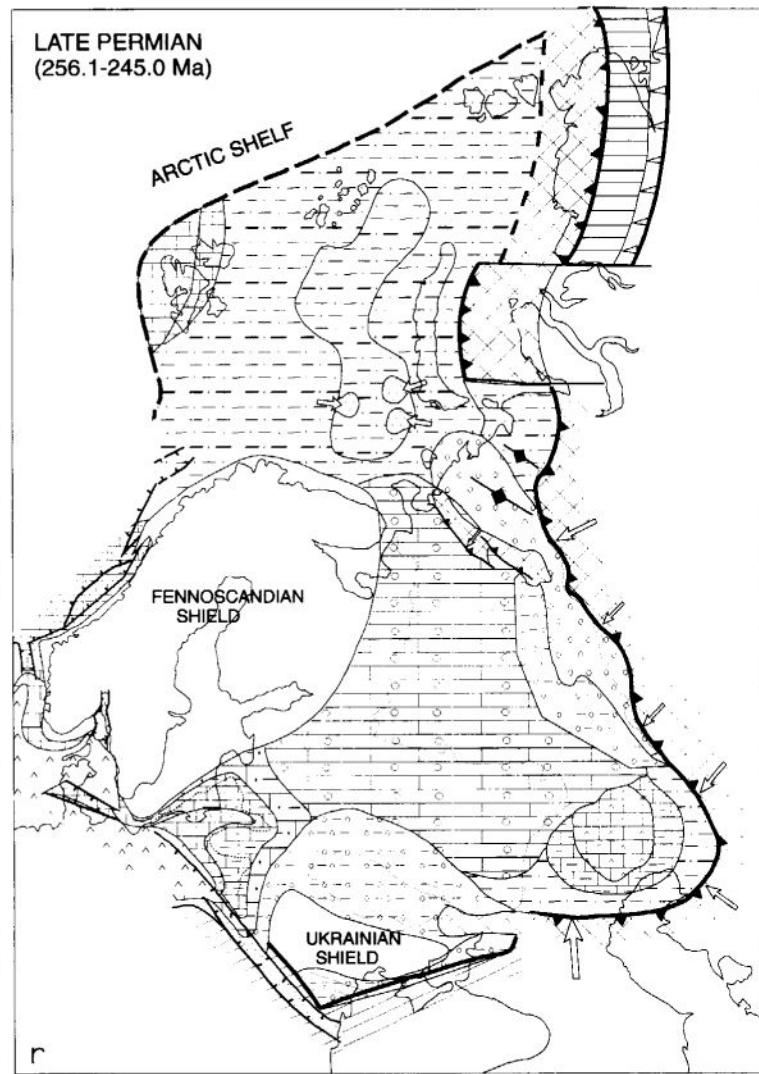 LATE PERMIAN
(256.1-245.0 Ma)
ARCTIC SHELF
FENNOSCANDIAN
SHIELD
UKRAINIAN
SHIELD
r